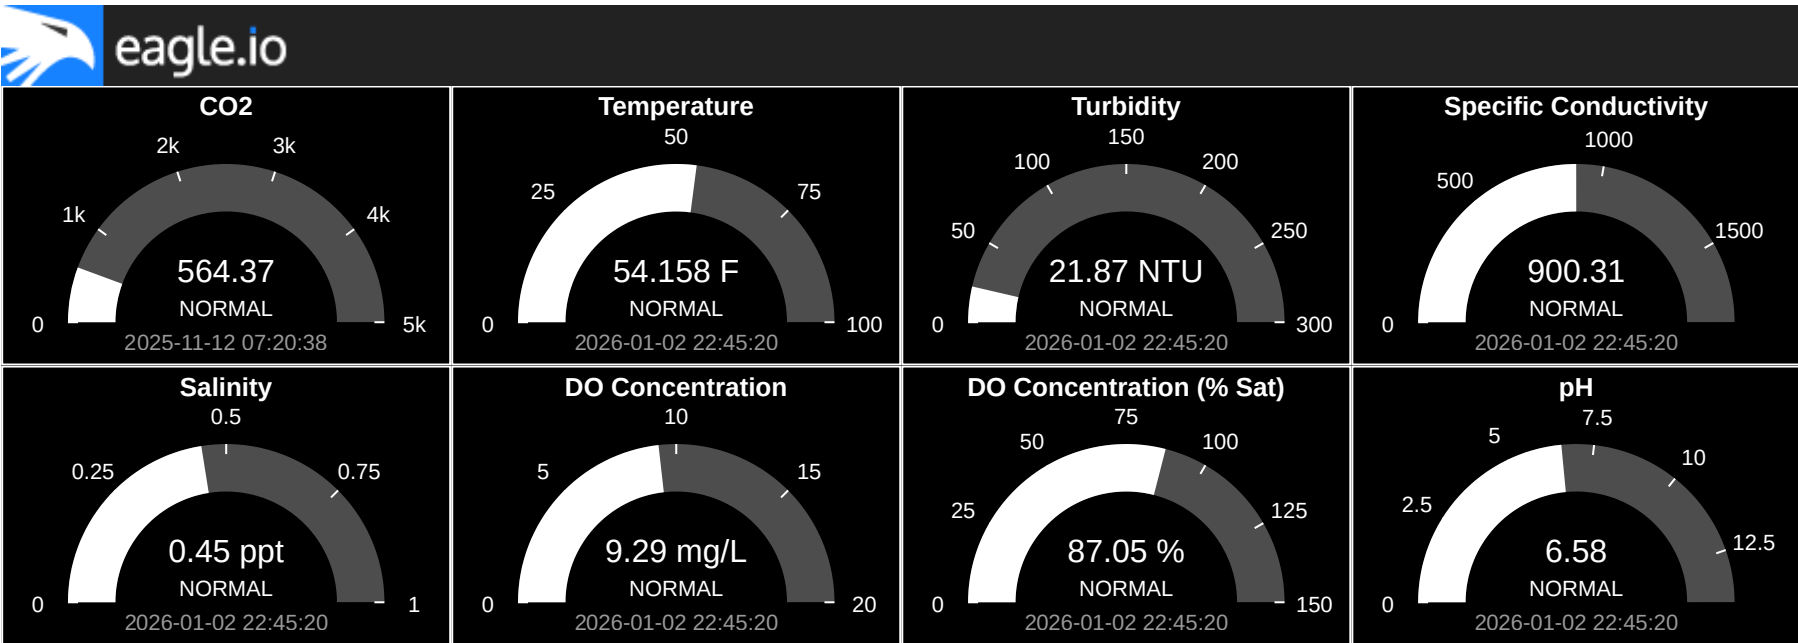 eagle.io
CO2
0
1k
2k
3k
4k
5k
564.37
NORMAL
2025-11-12 07:20:38
Temperature
0
25
50
75
100
54.158 F
NORMAL
2026-01-02 22:45:20
Turbidity
0
50
100
150
200
250
300
21.87 NTU
NORMAL
2026-01-02 22:45:20
Specific Conductivity
0
500
1000
1500
900.31
NORMAL
2026-01-02 22:45:20
Salinity
0
0.25
0.5
0.75
1
0.45 ppt
NORMAL
2026-01-02 22:45:20
DO Concentration
0
5
10
15
20
9.29 mg/L
NORMAL
2026-01-02 22:45:20
DO Concentration (% Sat)
0
25
50
75
100
125
150
87.05 %
NORMAL
2026-01-02 22:45:20
pH
0
2.5
5
7.5
10
12.5
6.58
NORMAL
2026-01-02 22:45:20